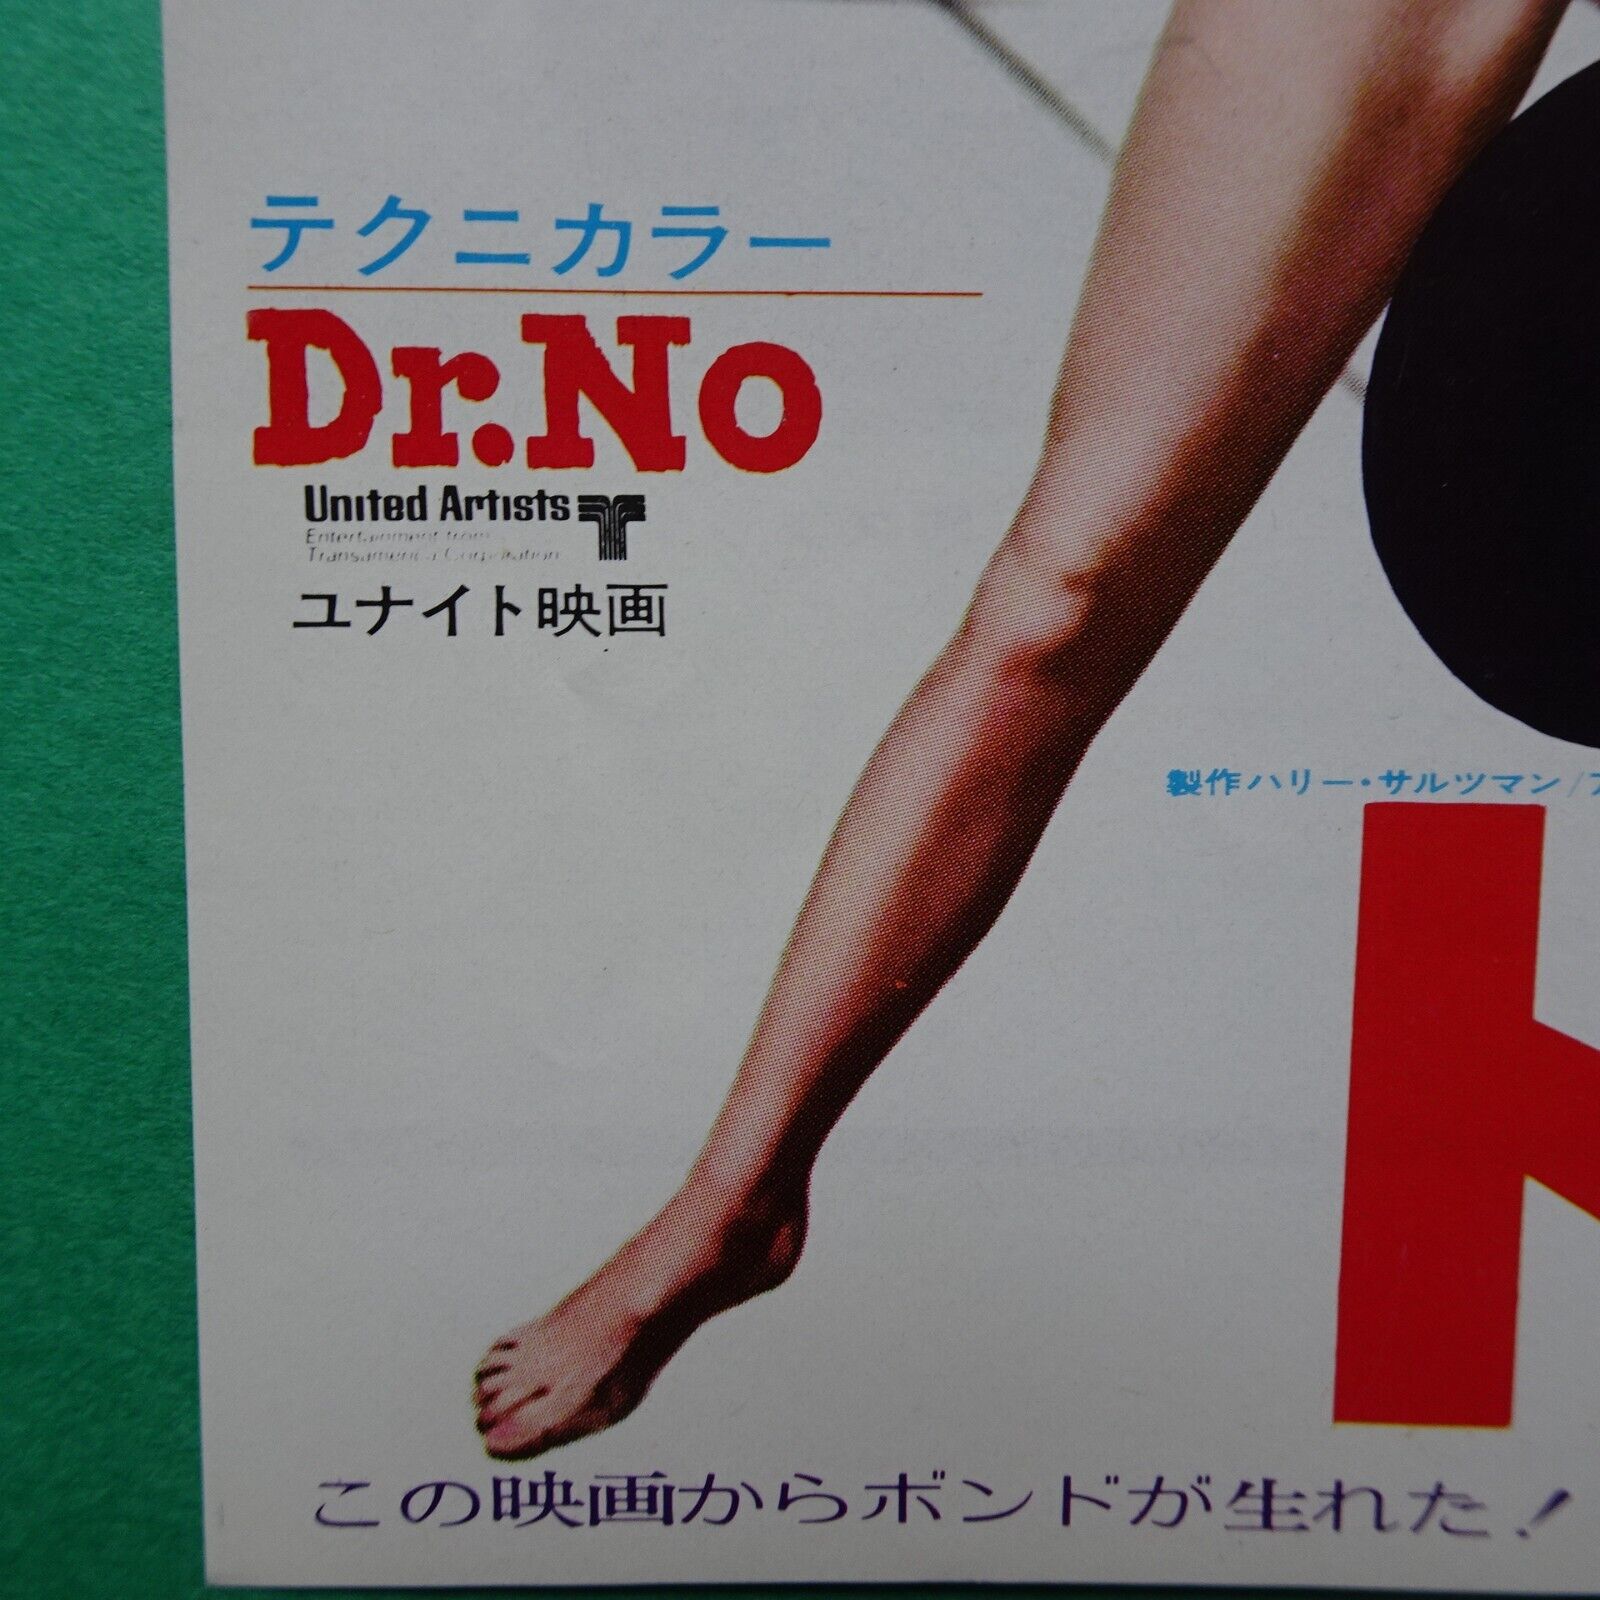 テクニカラー
Dr.No
United Artists
Entertainment from
Transamerica Corporation
ユナイト映画
製作ハリー・サルツマン/ア
ド
この映画からボンドが生れた!